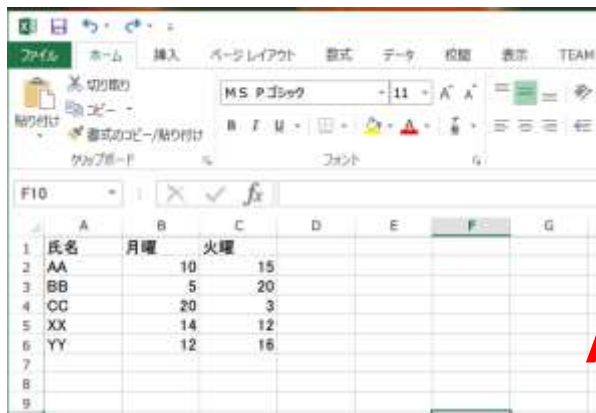 ファイル ホーム 挿入 ページレイアウト 数式 データ 校閲 表示 TEAM
切り取り
コピー
貼り付け
書式のコピー/貼り付け
クリップボード
ＭＳ Ｐゴシック 11 A A
B I U A
フォント
F10 fx
A B C D E F G
1 氏名 月曜 火曜
2 AA 10 15
3 BB 5 20
4 CC 20 3
5 XX 14 12
6 YY 12 16
7
8
9